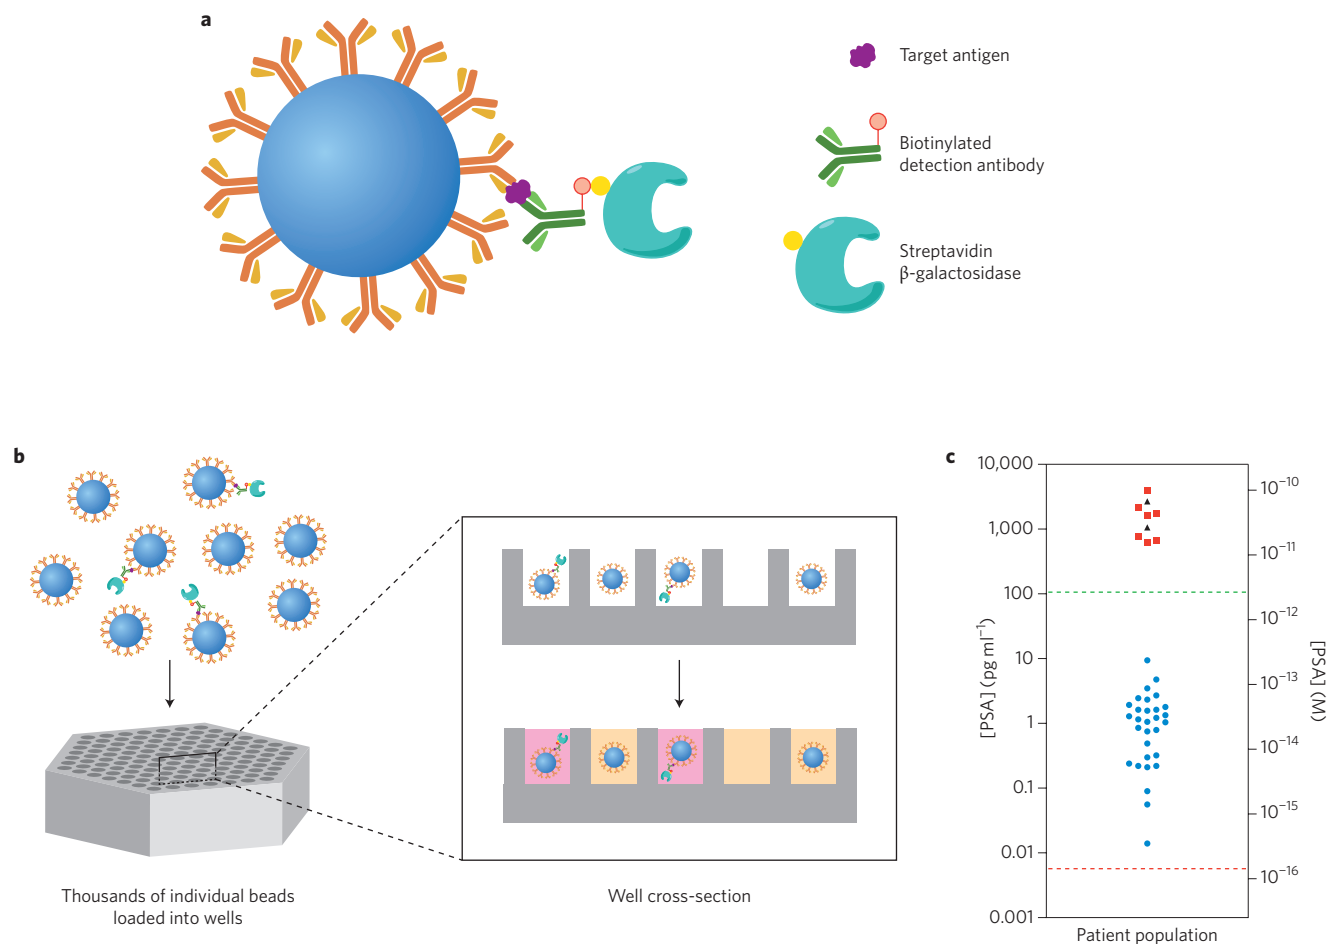 a
Target antigen
Biotinylated
detection antibody
Streptavidin
β-galactosidase
b
Thousands of individual beads
loaded into wells
Well cross-section
c
[PSA] (pg ml⁻¹)
10,000
1,000
100
10
1
0.1
0.01
0.001
10⁻¹⁰
10⁻¹¹
10⁻¹²
10⁻¹³
10⁻¹⁴
10⁻¹⁵
10⁻¹⁶
[PSA] (M)
Patient population